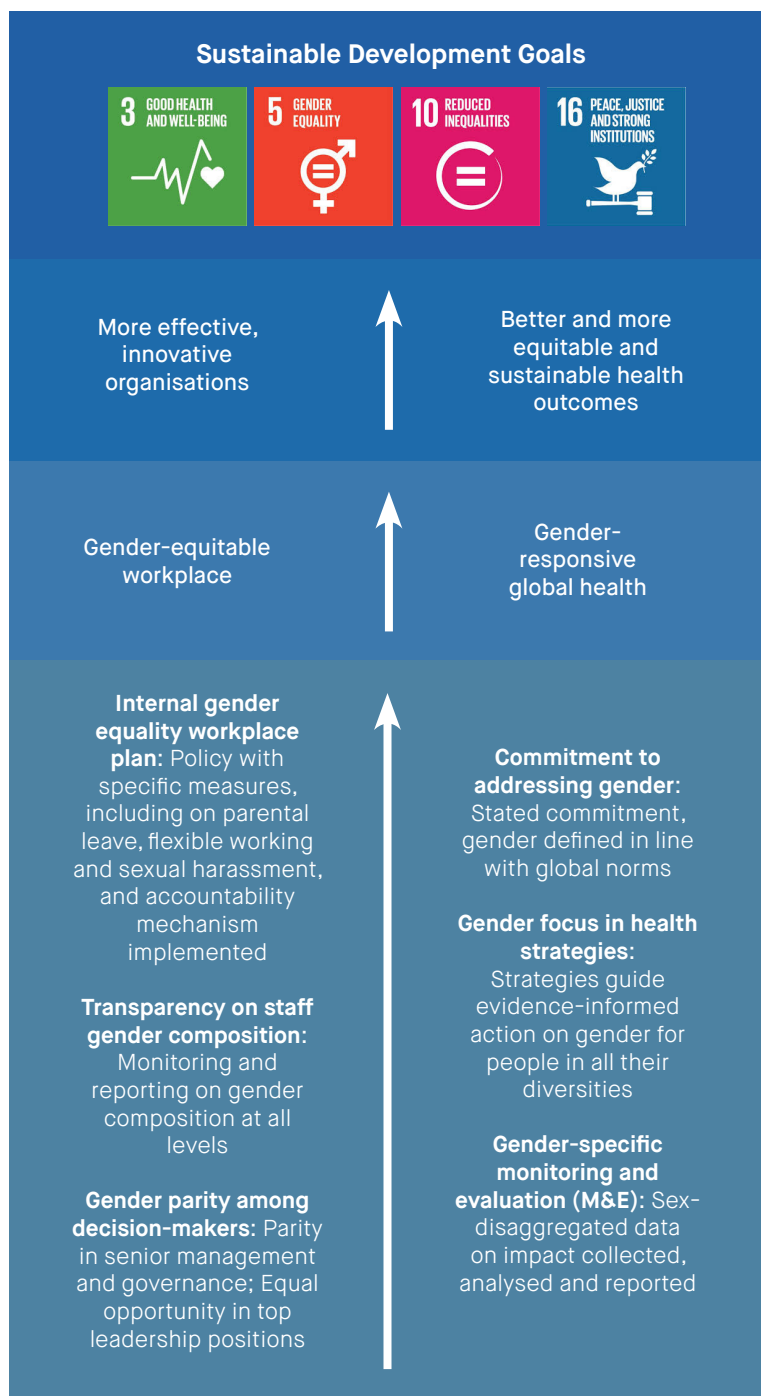 Sustainable Development Goals
3 GOOD HEALTH
AND WELL-BEING
5 GENDER
EQUALITY
10 REDUCED
INEQUALITIES
16 PEACE, JUSTICE
AND STRONG
INSTITUTIONS
More effective,
innovative
organisations
Better and more
equitable and
sustainable health
outcomes
Gender-equitable
workplace
Gender-
responsive
global health
Internal gender
equality workplace
plan: Policy with
specific measures,
including on parental
leave, flexible working
and sexual harassment,
and accountability
mechanism
implemented
Transparency on staff
gender composition:
Monitoring and
reporting on gender
composition at all
levels
Gender parity among
decision-makers: Parity
in senior management
and governance; Equal
opportunity in top
leadership positions
Commitment to
addressing gender:
Stated commitment,
gender defined in line
with global norms
Gender focus in health
strategies:
Strategies guide
evidence-informed
action on gender for
people in all their
diversities
Gender-specific
monitoring and
evaluation (M&E): Sex-
disaggregated data
on impact collected,
analysed and reported